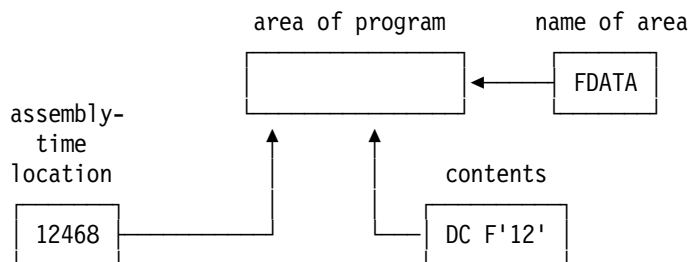 area of program
name of area
FDATA
assembly-
time
location
contents
12468
DC F'12'